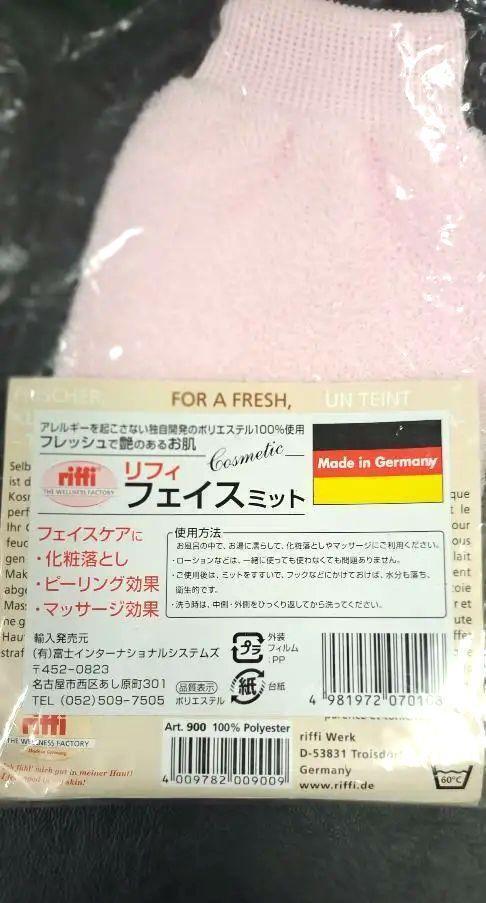 FOR A FRESH,
UN TEINT
アレルギーを起こさない独自開発のポリエステル100%使用
フレッシュで艶のあるお肌
Cosmetic
riffi
THE WELLNESS FACTORY
リフィ
フェイスミット
Made in Germany
フェイスケアに
・化粧落とし
・ピーリング効果
・マッサージ効果
使用方法
お風呂の中で、お湯に濡らして、化粧落としやマッサージにご利用ください。
・ローションなどは、一緒に使っても使わなくても問題ありません。
・ご使用後は、ミットをすすいで、フックなどにかけておけば、水分も落ち、
衛生的です。
・洗う時は、中側・外側をひっくり返してから洗ってください。
輸入発売元
(有)富士インターナショナルシステムズ
〒452-0823
名古屋市西区あし原町301
TEL (052)509-7505
プラ
外装
フィルム
:PP
紙
台紙
品質表示
ポリエステル
4 981972 070108
riffi
THE WELLNESS FACTORY
Made in Germany
Ich fühl' mich gut in meiner Haut!
Art. 900 100% Polyester
4 009782 009009
riffi Werk
D-53831 Troisdorf
Germany
www.riffi.de
60°C